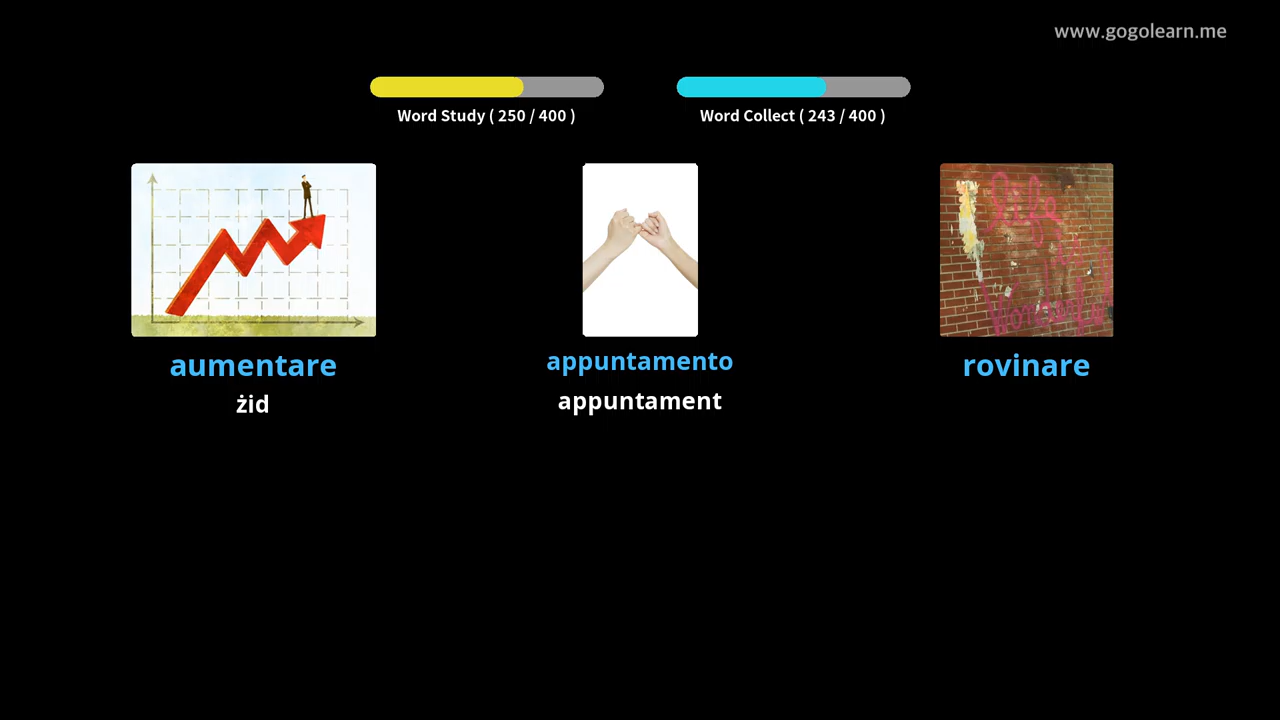 www.gogolearn.me
Word Study ( 250 / 400 )
Word Collect ( 243 / 400 )
aumentare
appuntamento
rovinare
żid
appuntament